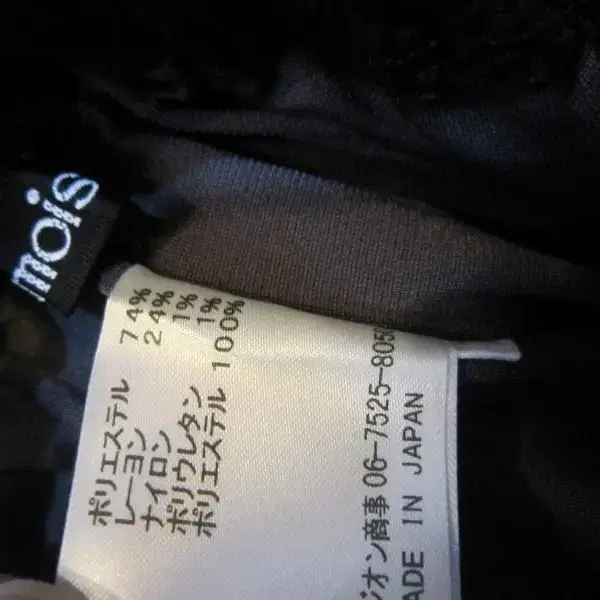 mois
ポリエステル 74%
レーヨン 24%
ナイロン 1%
ポリウレタン 1%
ポリエステル 100%
ジオン商事 06-7525-805
ADE IN JAPAN